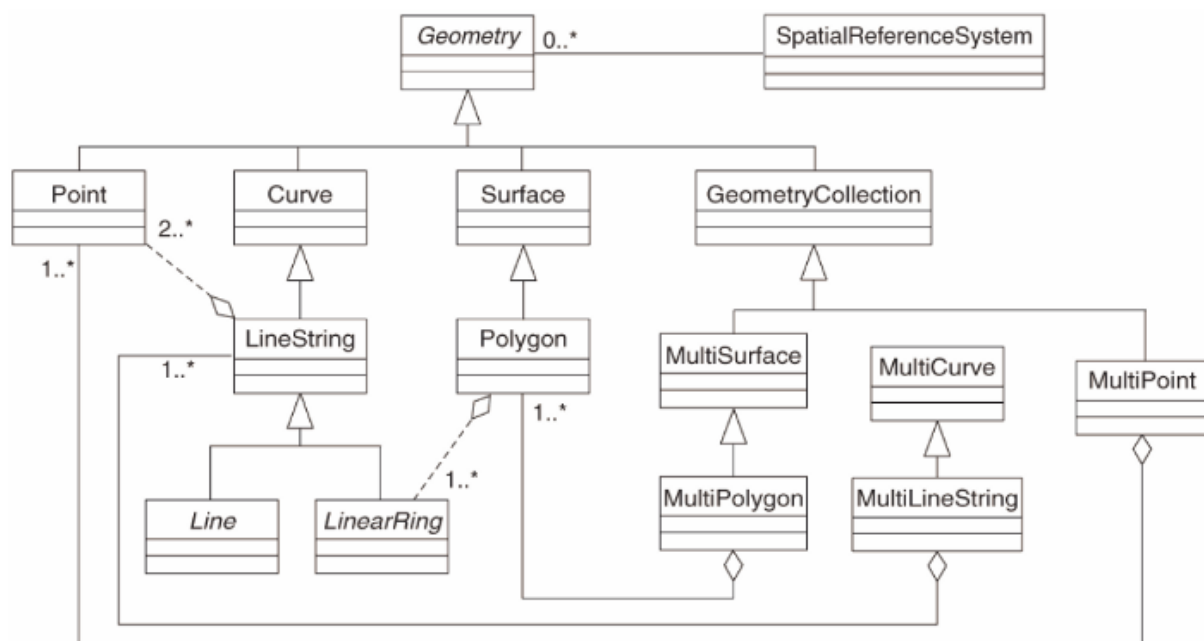 Geometry
0..*
SpatialReferenceSystem
Point
Curve
Surface
GeometryCollection
2..*
1..*
LineString
Polygon
MultiSurface
MultiCurve
MultiPoint
1..*
1..*
1..*
Line
LinearRing
MultiPolygon
MultiLineString